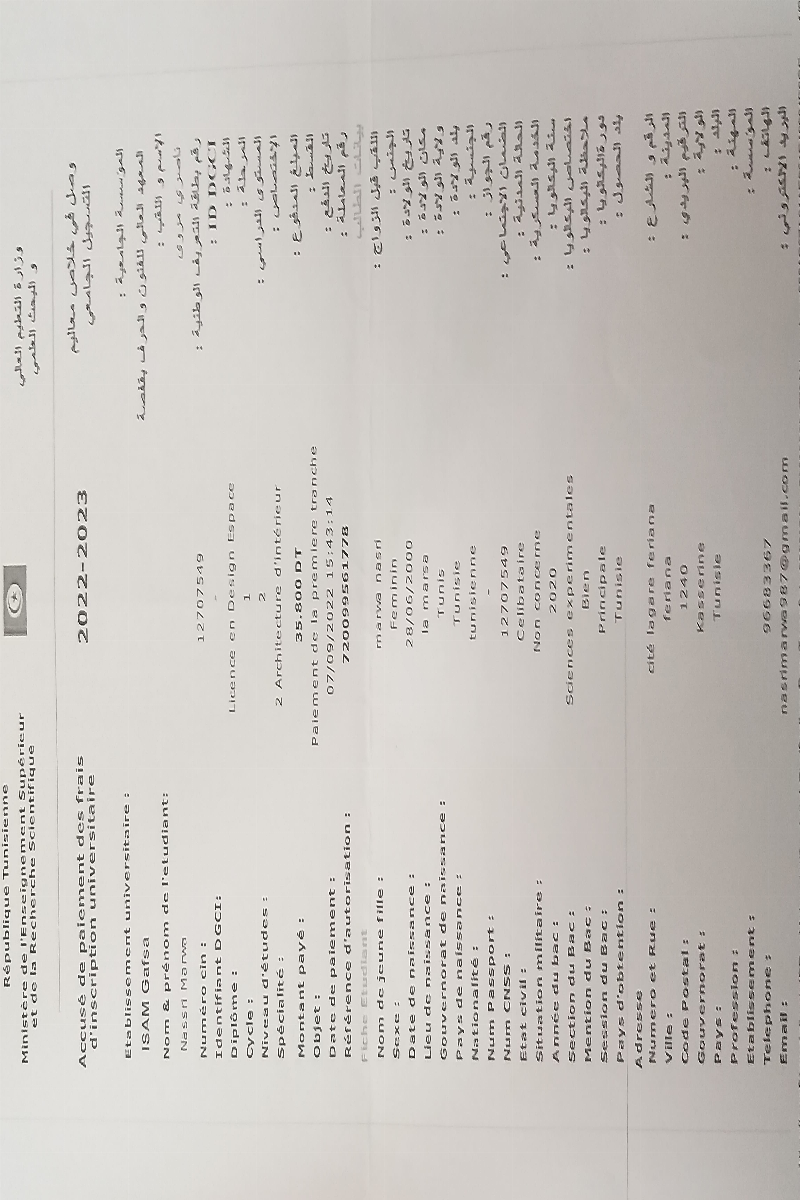 République Tunisienne
Ministère de l'Enseignement Supérieur
et de la Recherche Scientifique
وزارة التعليم العالي
و البحث العلمي
Accusé de paiement des frais
d'inscription universitaire
2022-2023
وصل في خلاص معاليم
التسجيل الجامعي
Etablissement universitaire : المؤسسة الجامعية :
ISAM Gafsa المعهد العالي للفنون و الحرف بقفصة
Nom & prénom de l'etudiant: الإسم و اللقب :
Nassri Marwa ناصري مروى
Numéro cin : 12707549 رقم بطاقة التعريف الوطنية :
Identifiant DGCI: - ID DGCI :
Diplôme : Licence en Design Espace الشهادة :
Cycle : 1 المرحلة :
Niveau d'études : 2 المستوى الدراسي :
Spécialité : 2 Architecture d'intérieur الإختصاص :
Montant payé : 35.800 DT المبلغ المدفوع :
Objet : Paiement de la premiere tranche القسط :
Date de paiement : 07/09/2022 15:43:14 تاريخ الدفع :
Référence d'autorisation : 720099561778 رقم المعاملة :
Fiche Etudiant بيانات الطالب
Nom de jeune fille : marwa nasri اللقب قبل الزواج :
Sexe : Feminin الجنس :
Date de naissance : 28/06/2000 تاريخ الولادة :
Lieu de naissance : la marsa مكان الولادة :
Gouvernorat de naissance : Tunis ولاية الولادة :
Pays de naissance : Tunisie بلد الولادة :
Nationalité : tunisienne الجنسية :
Num Passport : - رقم الجواز :
Num CNSS : 12707549 الضمان الاجتماعي :
Etat civil : Celibataire الحالة المدنية :
Situation militaire : Non concerne الخدمة العسكرية :
Année du bac : 2020 سنة البكالوريا :
Section du Bac : Sciences experimentales اختصاص البكالوريا :
Mention du Bac : Bien ملاحظة البكالوريا :
Session du Bac : Principale دورة البكالوريا :
Pays d'obtention : Tunisie بلد الحصول :
Adresse
Numero et Rue : cité lagare feriana الرقم و الشارع :
Ville : feriana المدينة :
Code Postal : 1240 الترقيم البريدي :
Gouvernorat : Kasserine الولاية :
Pays : Tunisie البلد :
Profession : المهنة :
Etablissement : المؤسسة :
Telephone : 96683367 الهاتف :
Email : nasrimarwa987@gmail.com البريد الالكتروني :